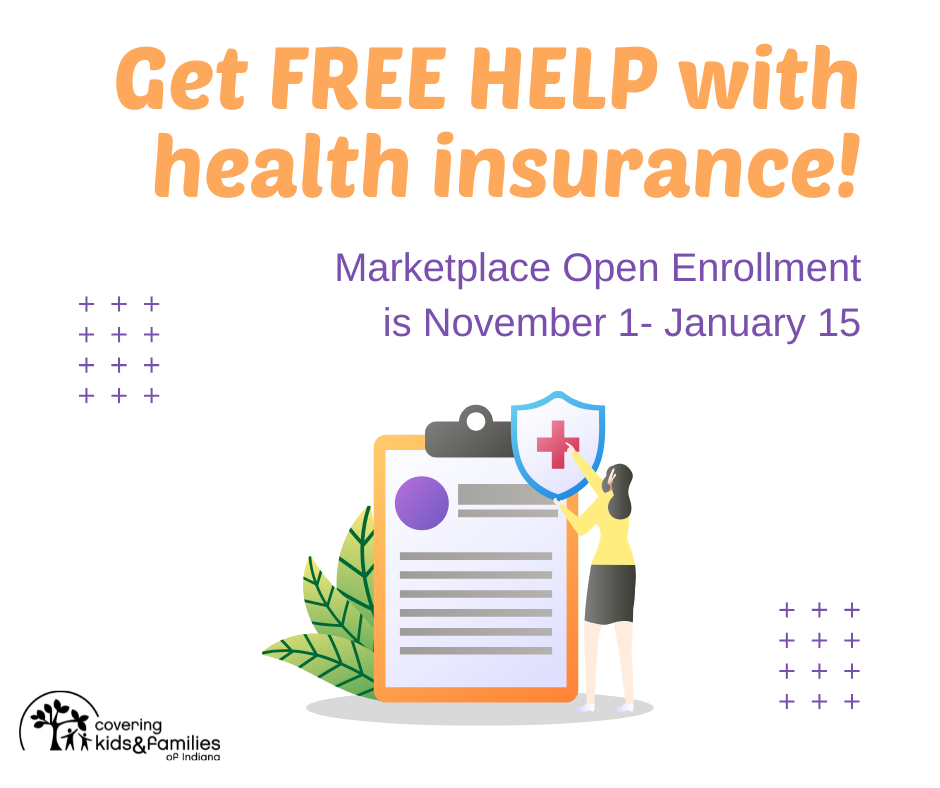 Get FREE HELP with
health insurance!
Marketplace Open Enrollment
is November 1- January 15
covering
kids&families
of Indiana